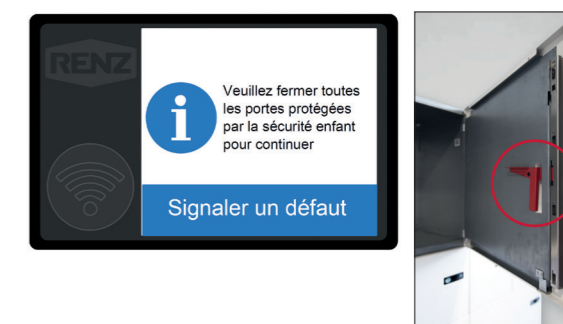 RENZ
Veuillez fermer toutes
les portes protégées
par la sécurité enfant
pour continuer
Signaler un défaut